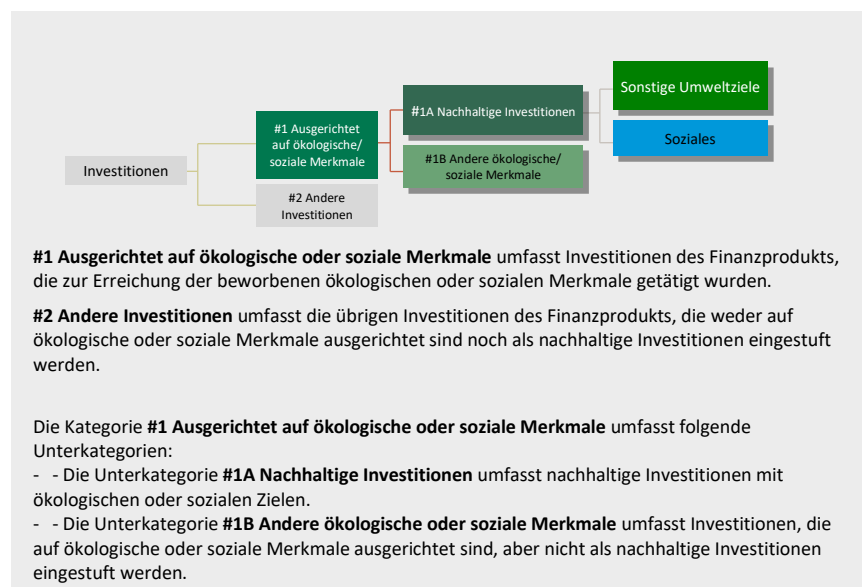 Sonstige Umweltziele
#1A Nachhaltige Investitionen
#1 Ausgerichtet
auf ökologische/
soziale Merkmale
Soziales
#1B Andere ökologische/
soziale Merkmale
Investitionen
#2 Andere
Investitionen
#1 Ausgerichtet auf ökologische oder soziale Merkmale umfasst Investitionen des Finanzprodukts,
die zur Erreichung der beworbenen ökologischen oder sozialen Merkmale getätigt wurden.
#2 Andere Investitionen umfasst die übrigen Investitionen des Finanzprodukts, die weder auf
ökologische oder soziale Merkmale ausgerichtet sind noch als nachhaltige Investitionen eingestuft
werden.
Die Kategorie #1 Ausgerichtet auf ökologische oder soziale Merkmale umfasst folgende
Unterkategorien:
- - Die Unterkategorie #1A Nachhaltige Investitionen umfasst nachhaltige Investitionen mit
ökologischen oder sozialen Zielen.
- - Die Unterkategorie #1B Andere ökologische oder soziale Merkmale umfasst Investitionen, die
auf ökologische oder soziale Merkmale ausgerichtet sind, aber nicht als nachhaltige Investitionen
eingestuft werden.